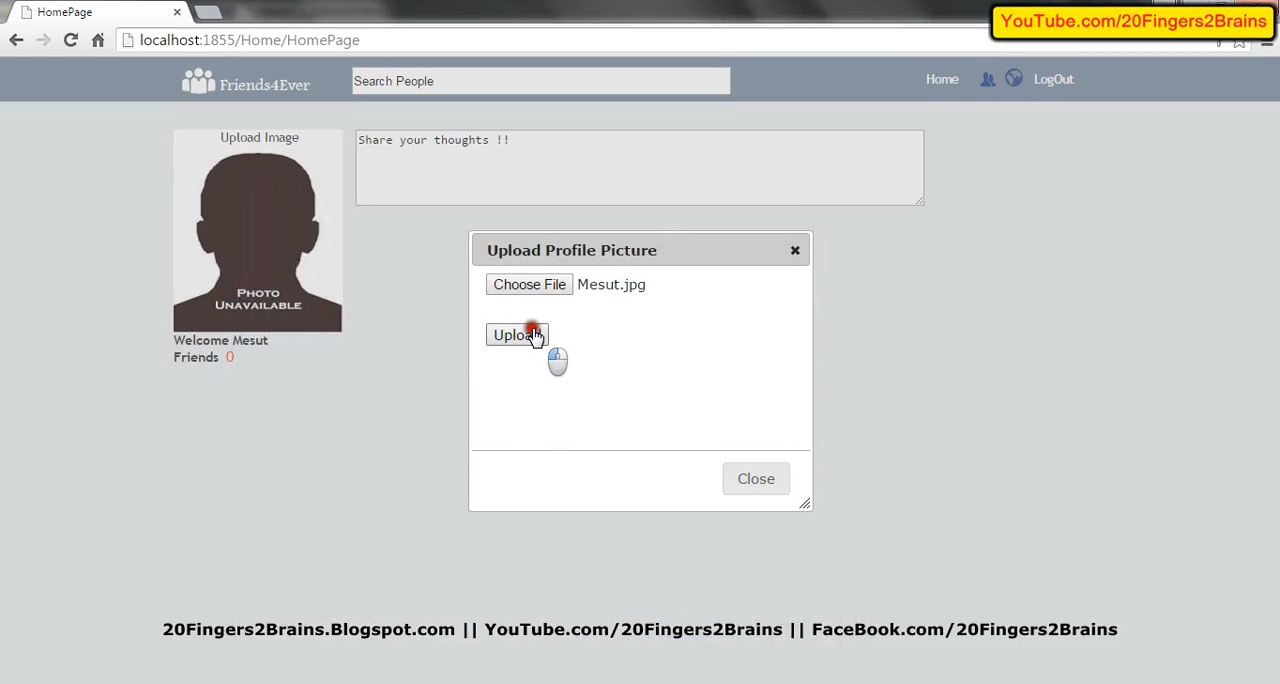 HomePage
YouTube.com/20Fingers2Brains
localhost:1855/Home/HomePage
Friends4Ever
Search People
Home
LogOut
Upload Image
Share your thoughts !!
PHOTO
UNAVAILABLE
Welcome Mesut
Friends 0
Upload Profile Picture
Choose File Mesut.jpg
Upload
Close
20Fingers2Brains.Blogspot.com || YouTube.com/20Fingers2Brains || FaceBook.com/20Fingers2Brains